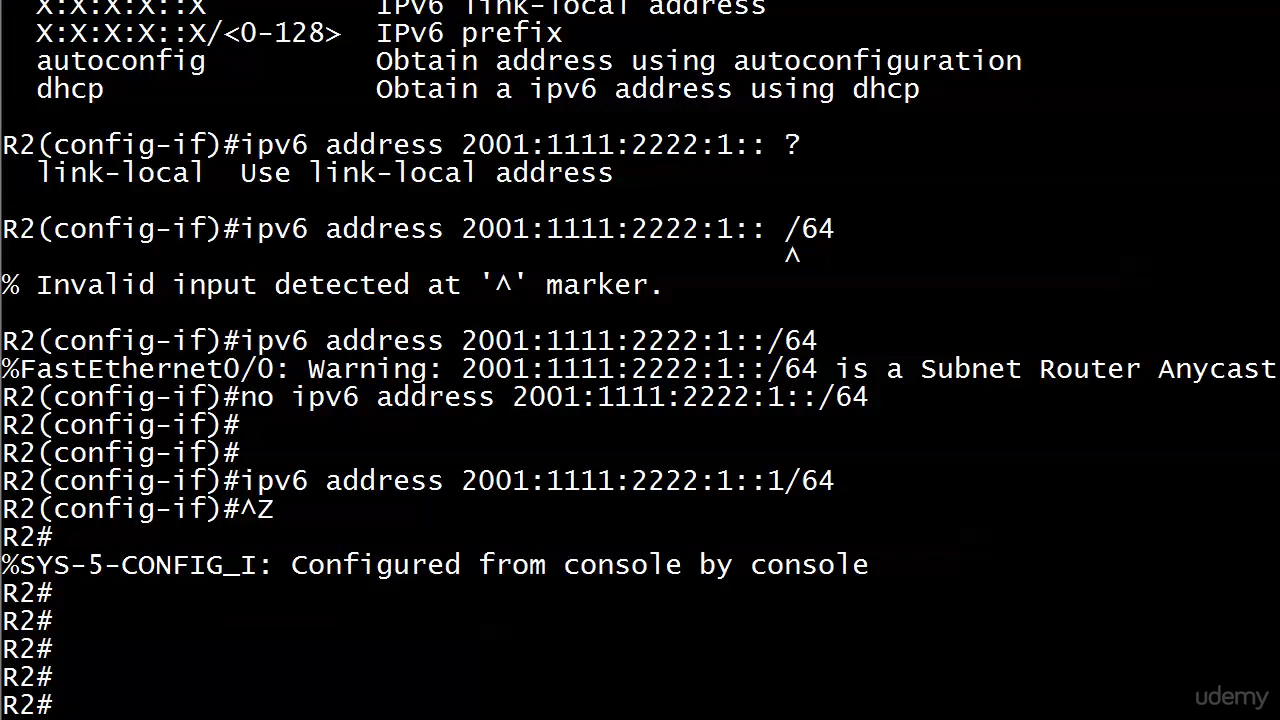 X:X:X:X::X IPv6 link-local address
X:X:X:X::X/<0-128> IPv6 prefix
autoconfig Obtain address using autoconfiguration
dhcp Obtain a ipv6 address using dhcp
R2(config-if)#ipv6 address 2001:1111:2222:1:: ?
link-local Use link-local address
R2(config-if)#ipv6 address 2001:1111:2222:1:: /64
^
% Invalid input detected at '^' marker.
R2(config-if)#ipv6 address 2001:1111:2222:1::/64
%FastEthernet0/0: Warning: 2001:1111:2222:1::/64 is a Subnet Router Anycast
R2(config-if)#no ipv6 address 2001:1111:2222:1::/64
R2(config-if)#
R2(config-if)#
R2(config-if)#ipv6 address 2001:1111:2222:1::1/64
R2(config-if)#^Z
R2#
%SYS-5-CONFIG_I: Configured from console by console
R2#
R2#
R2#
R2#
R2#
udemy